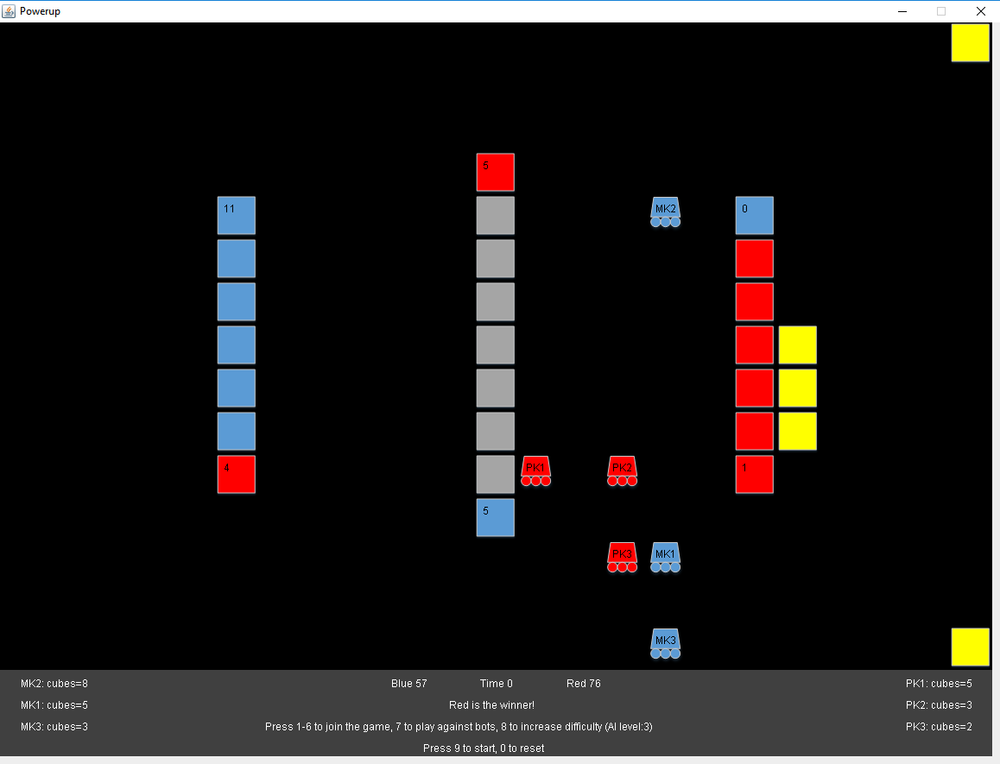 Powerup
5
11
MK2
0
PK1
PK2
4
1
5
PK3
MK1
MK3
MK2: cubes=8
Blue 57
Time 0
Red 76
PK1: cubes=5
MK1: cubes=5
Red is the winner!
PK2: cubes=3
MK3: cubes=3
Press 1-6 to join the game, 7 to play against bots, 8 to increase difficulty (AI level:3)
PK3: cubes=2
Press 9 to start, 0 to reset